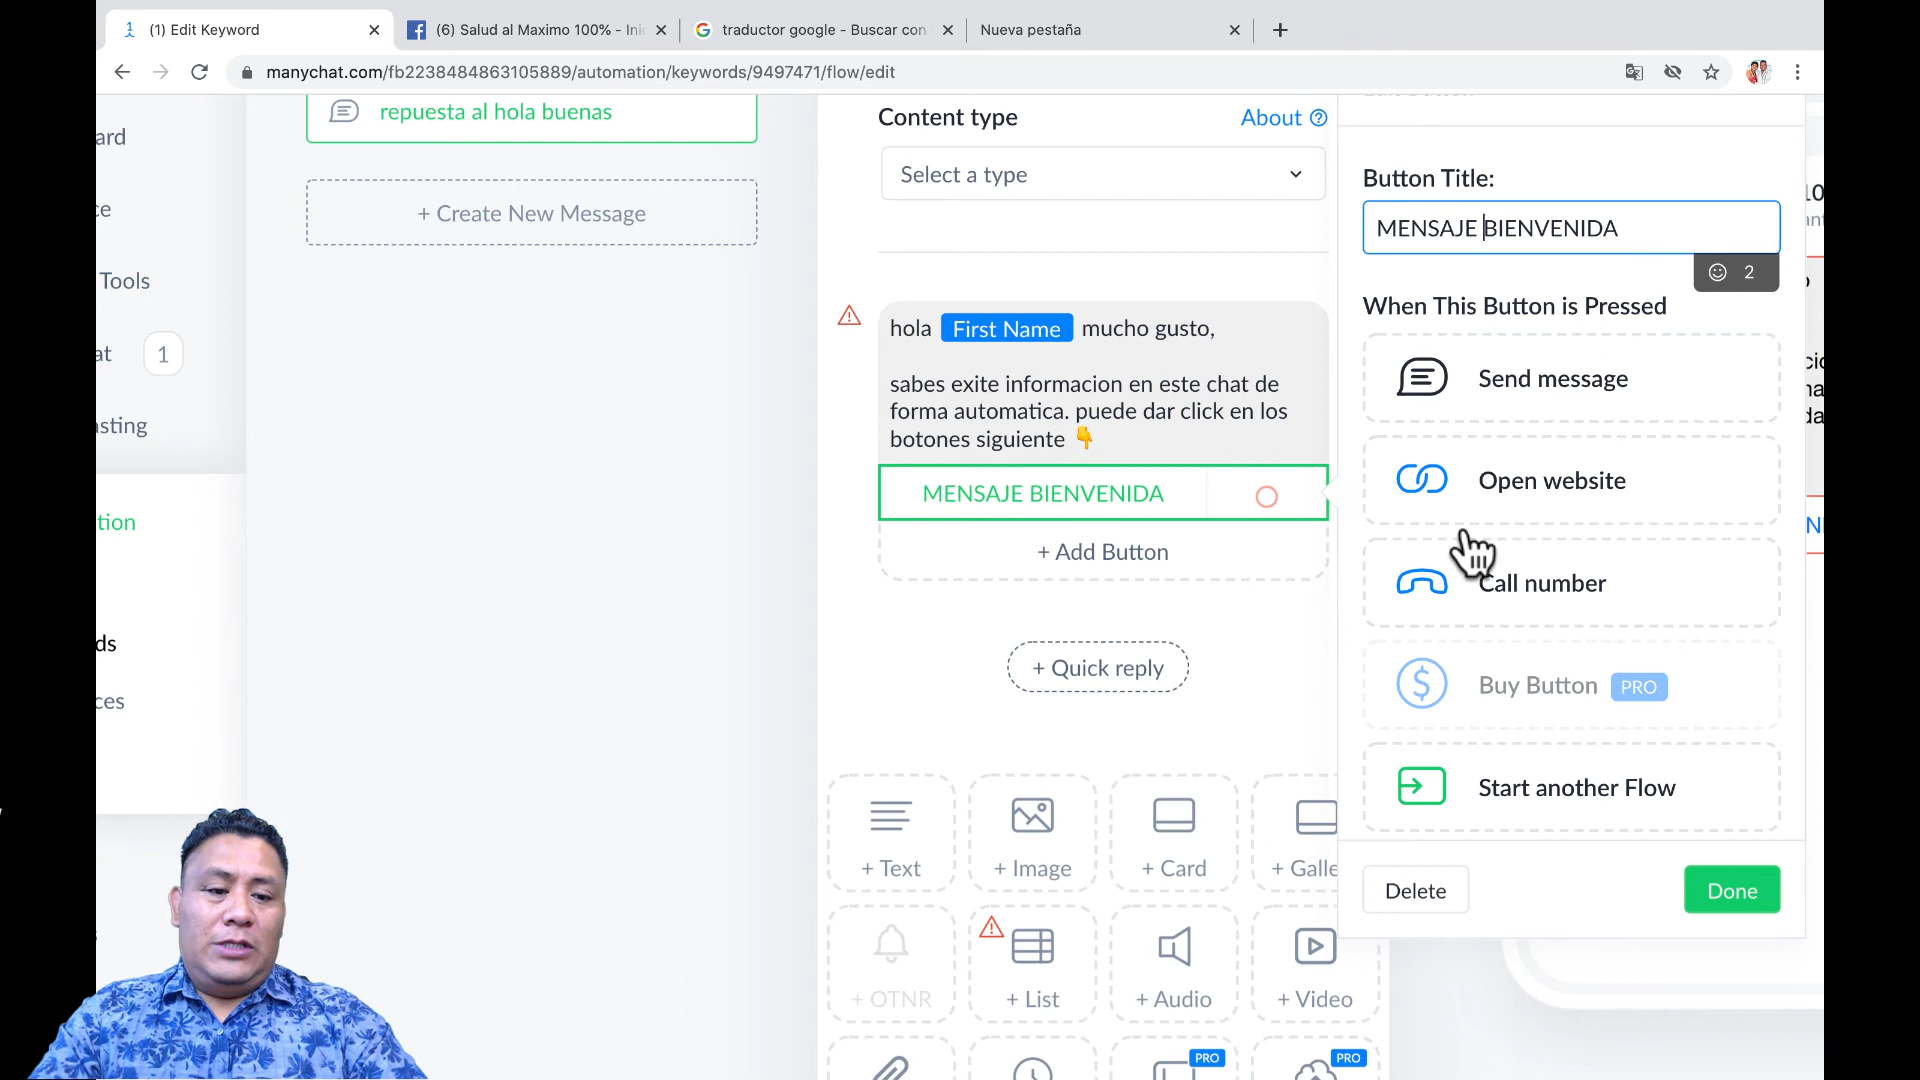 (1) Edit Keyword
(6) Salud al Maximo 100% - Ini
traductor google - Buscar con
Nueva pestaña
manychat.com/fb2238484863105889/automation/keywords/9497471/flow/edit
ard
ce
Tools
at
1
asting
tion
ds
ces
repuesta al hola buenas
+ Create New Message
Content type
About
Select a type
hola First Name mucho gusto,
sabes exite informacion en este chat de
forma automatica. puede dar click en los
botones siguiente 👇
MENSAJE BIENVENIDA
+ Add Button
+ Quick reply
+ Text
+ Image
+ Card
+ Galle
+ OTNR
+ List
+ Audio
+ Video
PRO
PRO
Button Title:
MENSAJE BIENVENIDA
2
When This Button is Pressed
Send message
Open website
Call number
Buy Button PRO
Start another Flow
Delete
Done